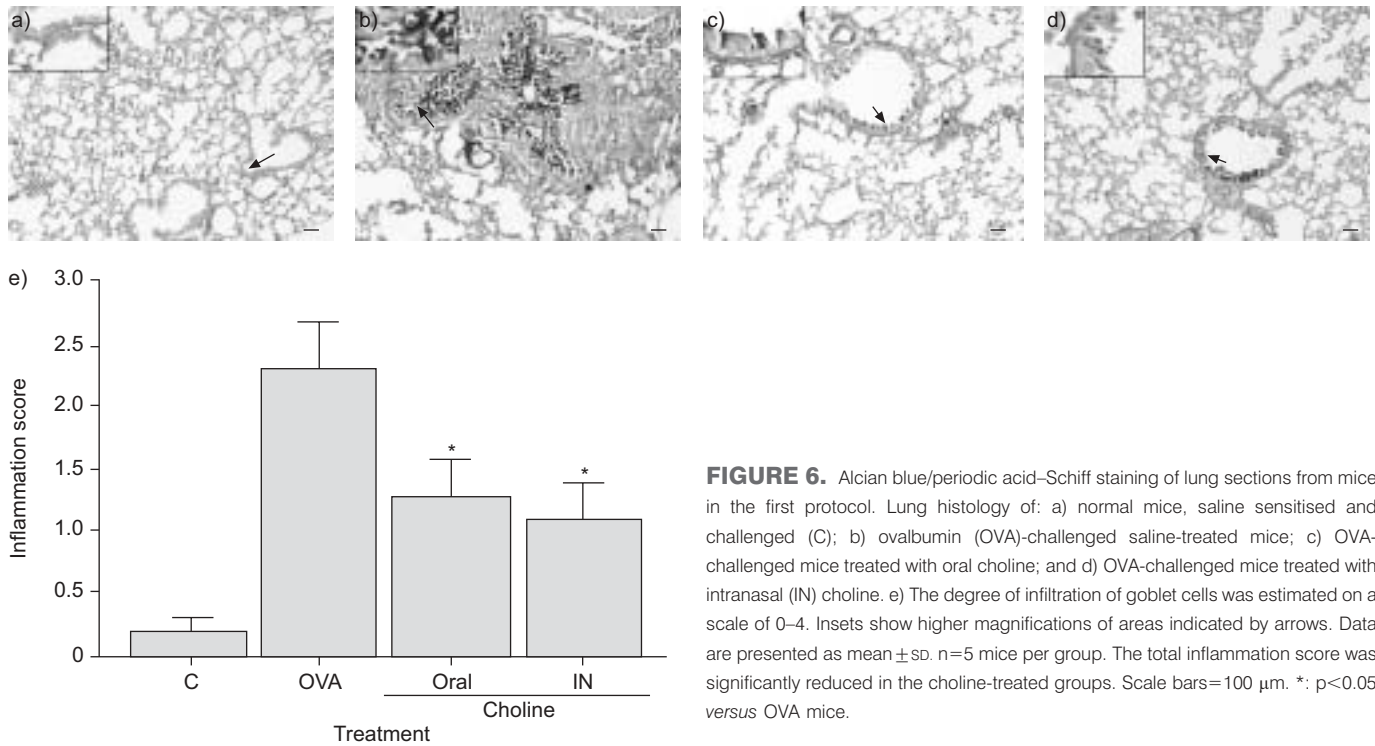 a)
b)
c)
d)
e)
3.0
2.5
2.0
1.5
1.0
0.5
0
Inflammation score
*
*
C
OVA
Oral
IN
Choline
Treatment
FIGURE 6. Alcian blue/periodic acid–Schiff staining of lung sections from mice
in the first protocol. Lung histology of: a) normal mice, saline sensitised and
challenged (C); b) ovalbumin (OVA)-challenged saline-treated mice; c) OVA-
challenged mice treated with oral choline; and d) OVA-challenged mice treated with
intranasal (IN) choline. e) The degree of infiltration of goblet cells was estimated on a
scale of 0–4. Insets show higher magnifications of areas indicated by arrows. Data
are presented as mean±SD. n=5 mice per group. The total inflammation score was
significantly reduced in the choline-treated groups. Scale bars=100 μm. *: p<0.05
versus OVA mice.